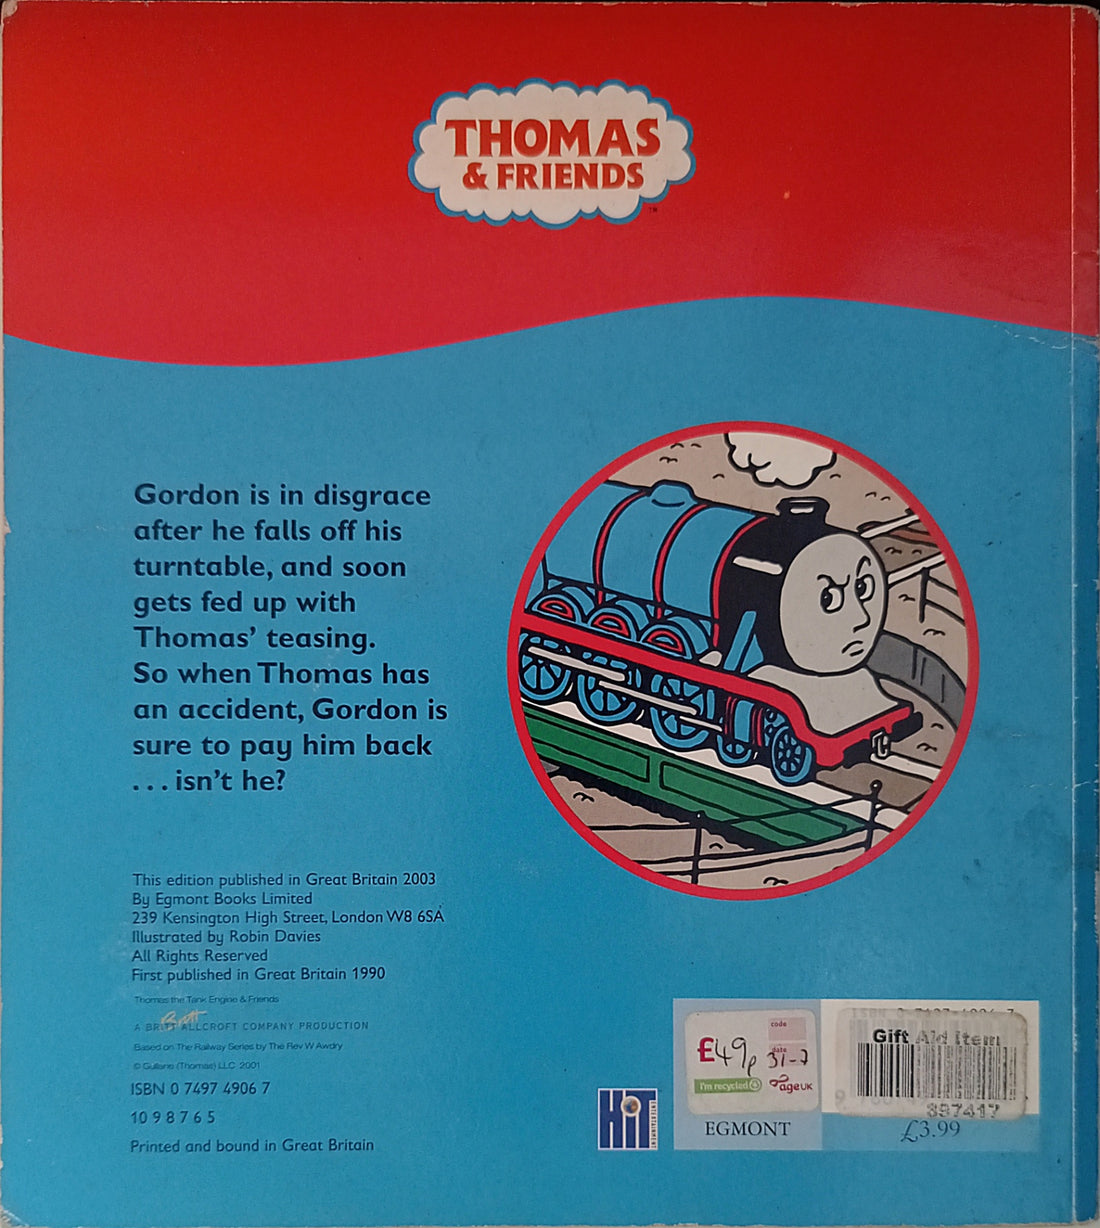 THOMAS
& FRIENDS
™
Gordon is in disgrace
after he falls off his
turntable, and soon
gets fed up with
Thomas’ teasing.
So when Thomas has
an accident, Gordon is
sure to pay him back
. . . isn’t he?
This edition published in Great Britain 2003
By Egmont Books Limited
239 Kensington High Street, London W8 6SA
Illustrated by Robin Davies
All Rights Reserved
First published in Great Britain 1990
Thomas the Tank Engine & Friends
A BRITT ALLCROFT COMPANY PRODUCTION
Based on The Railway Series by The Rev W Awdry
© Gullane (Thomas) LLC 2001
ISBN 0 7497 4906 7
10 9 8 7 6 5
Printed and bound in Great Britain
HiT
ENTERTAINMENT
code
£49p
date
31-7
I'm recycled
age UK
EGMONT
Gift Aid Item
397417
£3.99